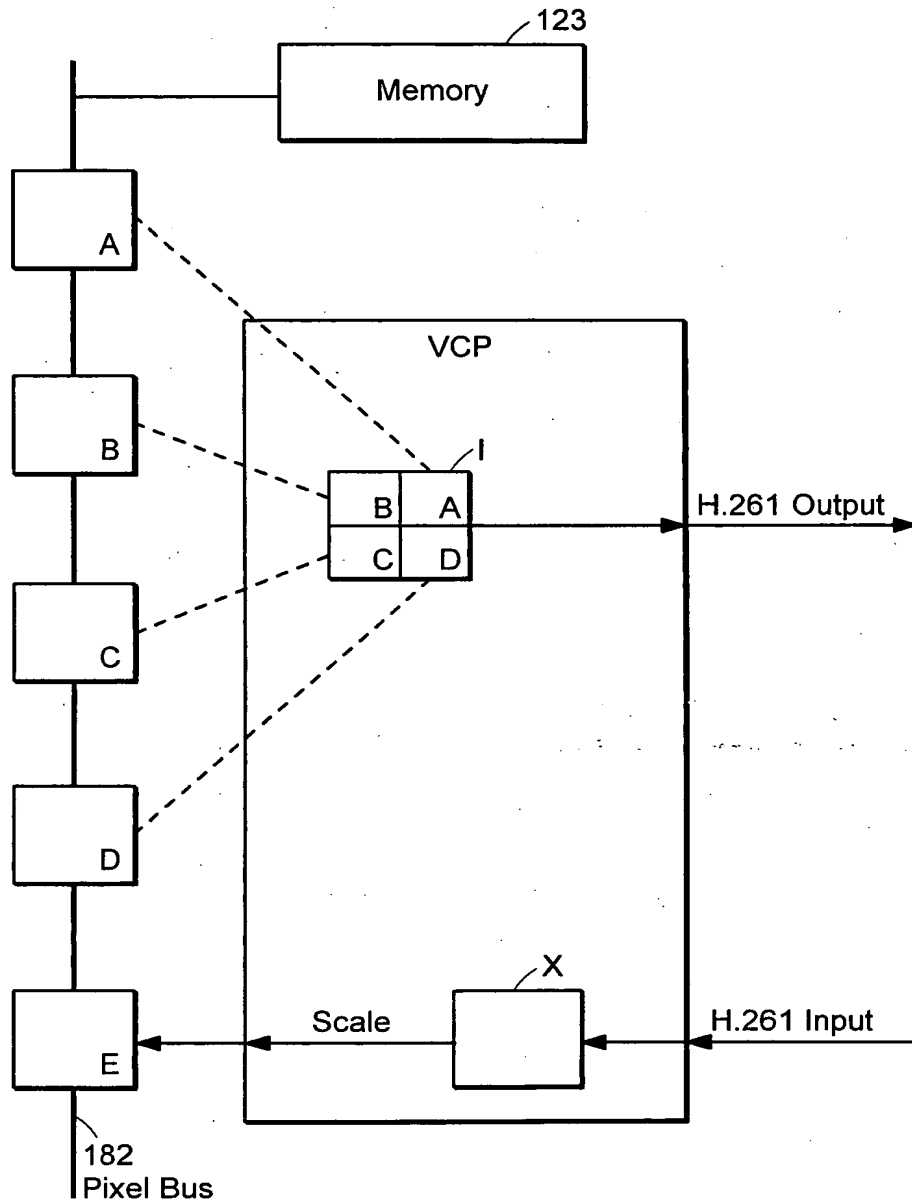 123
Memory
A
VCP
B
I
B A
H.261 Output
C D
C
D
X
Scale
H.261 Input
E
182
Pixel Bus